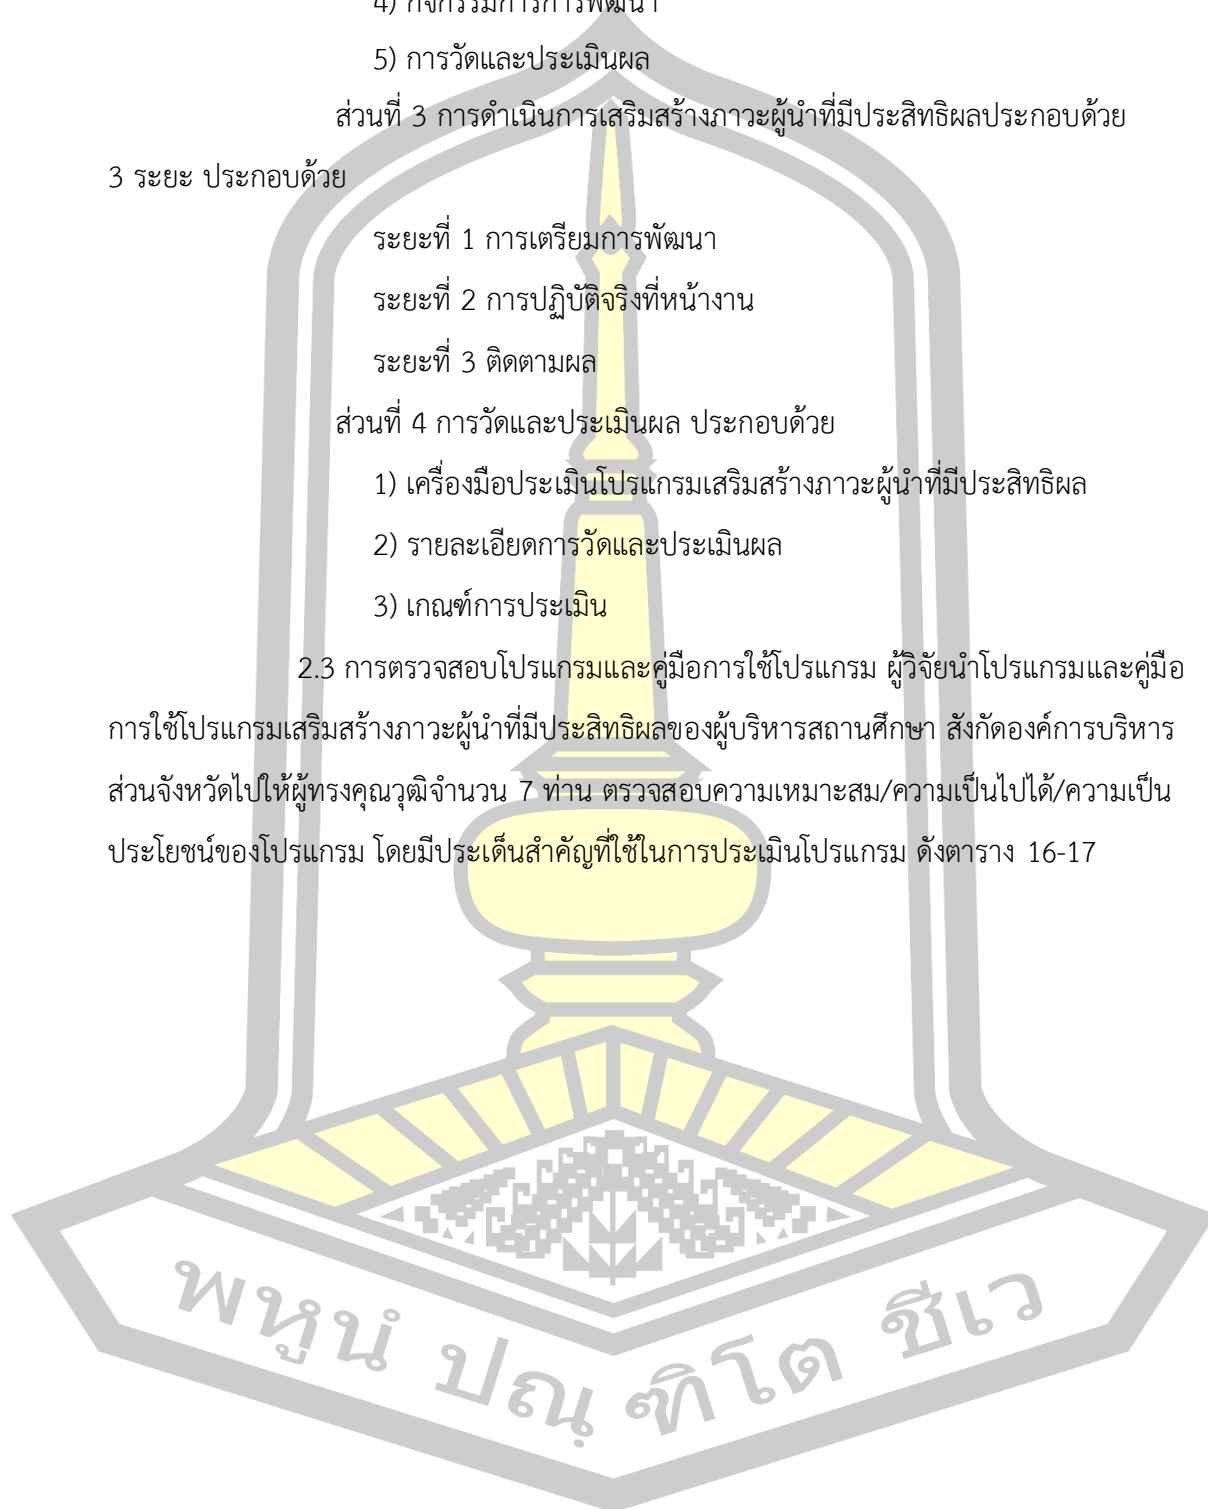 4) กิจกรรมการการพัฒนา
5) การวัดและประเมินผล
ส่วนที่ 3 การดำเนินการเสริมสร้างภาวะผู้นำที่มีประสิทธิผลประกอบด้วย
3 ระยะ ประกอบด้วย
ระยะที่ 1 การเตรียมการพัฒนา
ระยะที่ 2 การปฏิบัติจริงที่หน้างาน
ระยะที่ 3 ติดตามผล
ส่วนที่ 4 การวัดและประเมินผล ประกอบด้วย
1) เครื่องมือประเมินโปรแกรมเสริมสร้างภาวะผู้นำที่มีประสิทธิผล
2) รายละเอียดการวัดและประเมินผล
3) เกณฑ์การประเมิน
2.3 การตรวจสอบโปรแกรมและคู่มือการใช้โปรแกรม ผู้วิจัยนำโปรแกรมและคู่มือ
การใช้โปรแกรมเสริมสร้างภาวะผู้นำที่มีประสิทธิผลของผู้บริหารสถานศึกษา สังกัดองค์การบริหาร
ส่วนจังหวัดไปให้ผู้ทรงคุณวุฒิจำนวน 7 ท่าน ตรวจสอบความเหมาะสม/ความเป็นไปได้/ความเป็น
ประโยชน์ของโปรแกรม โดยมีประเด็นสำคัญที่ใช้ในการประเมินโปรแกรม ดังตาราง 16-17
พหูนํ ปณฺ ฑิโต ชีเว